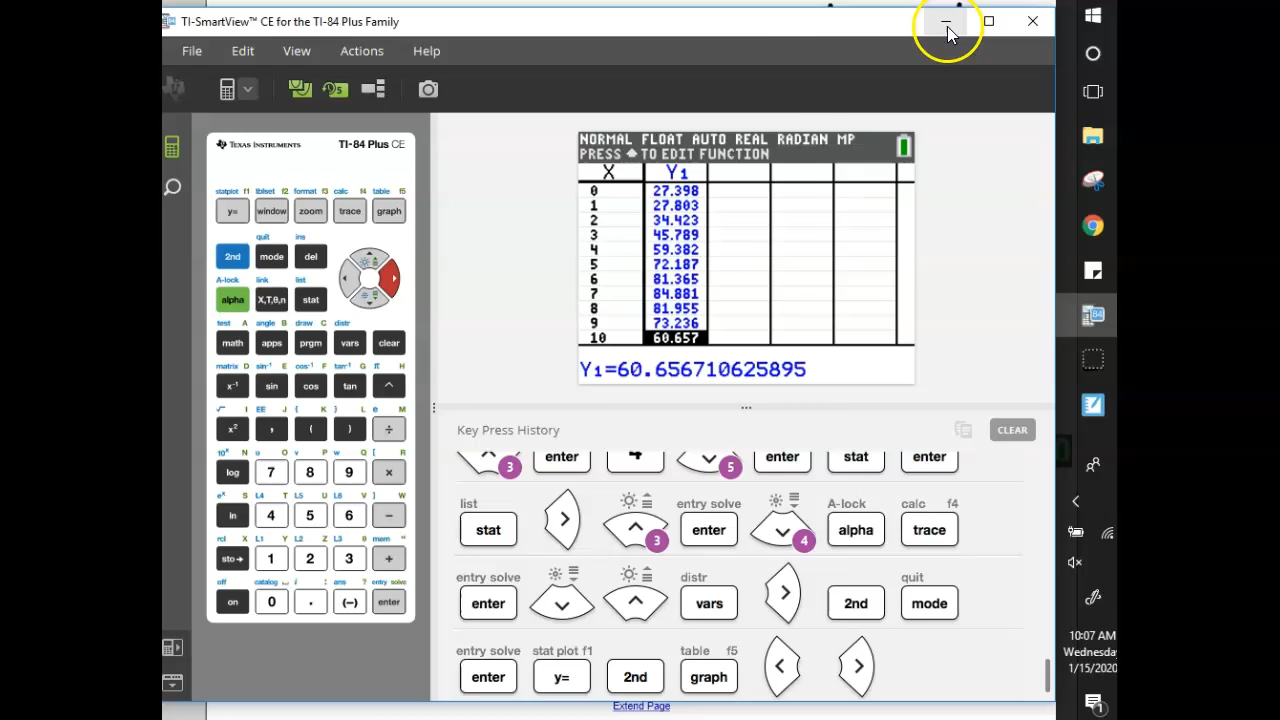 TI-SmartView™ CE for the TI-84 Plus Family
File Edit View Actions Help
TEXAS INSTRUMENTS TI-84 Plus CE
statplot f1 tblset f2 format f3 calc f4 table f5
y= window zoom trace graph
quit ins
2nd mode del
A-lock link list
alpha X,T,θ,n stat
test A angle B draw C distr
math apps prgm vars clear
matrix D sin⁻¹ E cos⁻¹ F tan⁻¹ G π H
x⁻¹ sin cos tan ^
√ I EE J { K } L e M
x² , ( ) ÷
10ˣ N u O v P w Q [ R
log 7 8 9 ×
eˣ S L4 T L5 U L6 V ] W
ln 4 5 6 −
rcl X L1 Y L2 Z L3 θ mem "
sto→ 1 2 3 +
off catalog ⎵ i : ans ? entry solve
on 0 . (−) enter
NORMAL FLOAT AUTO REAL RADIAN MP
PRESS TO EDIT FUNCTION
X Y1
0 27.398
1 27.803
2 34.423
3 45.789
4 59.382
5 72.187
6 81.365
7 84.881
8 81.955
9 73.236
10 60.657
Y1=60.656710625895
Key Press History
CLEAR
3 enter 4 5 enter stat enter
list entry solve A-lock calc f4
stat 3 enter 4 alpha trace
entry solve distr quit
enter vars 2nd mode
entry solve stat plot f1 table f5
enter y= 2nd graph
Extend Page
84
10:07 AM
Wednesday
1/15/2020
1